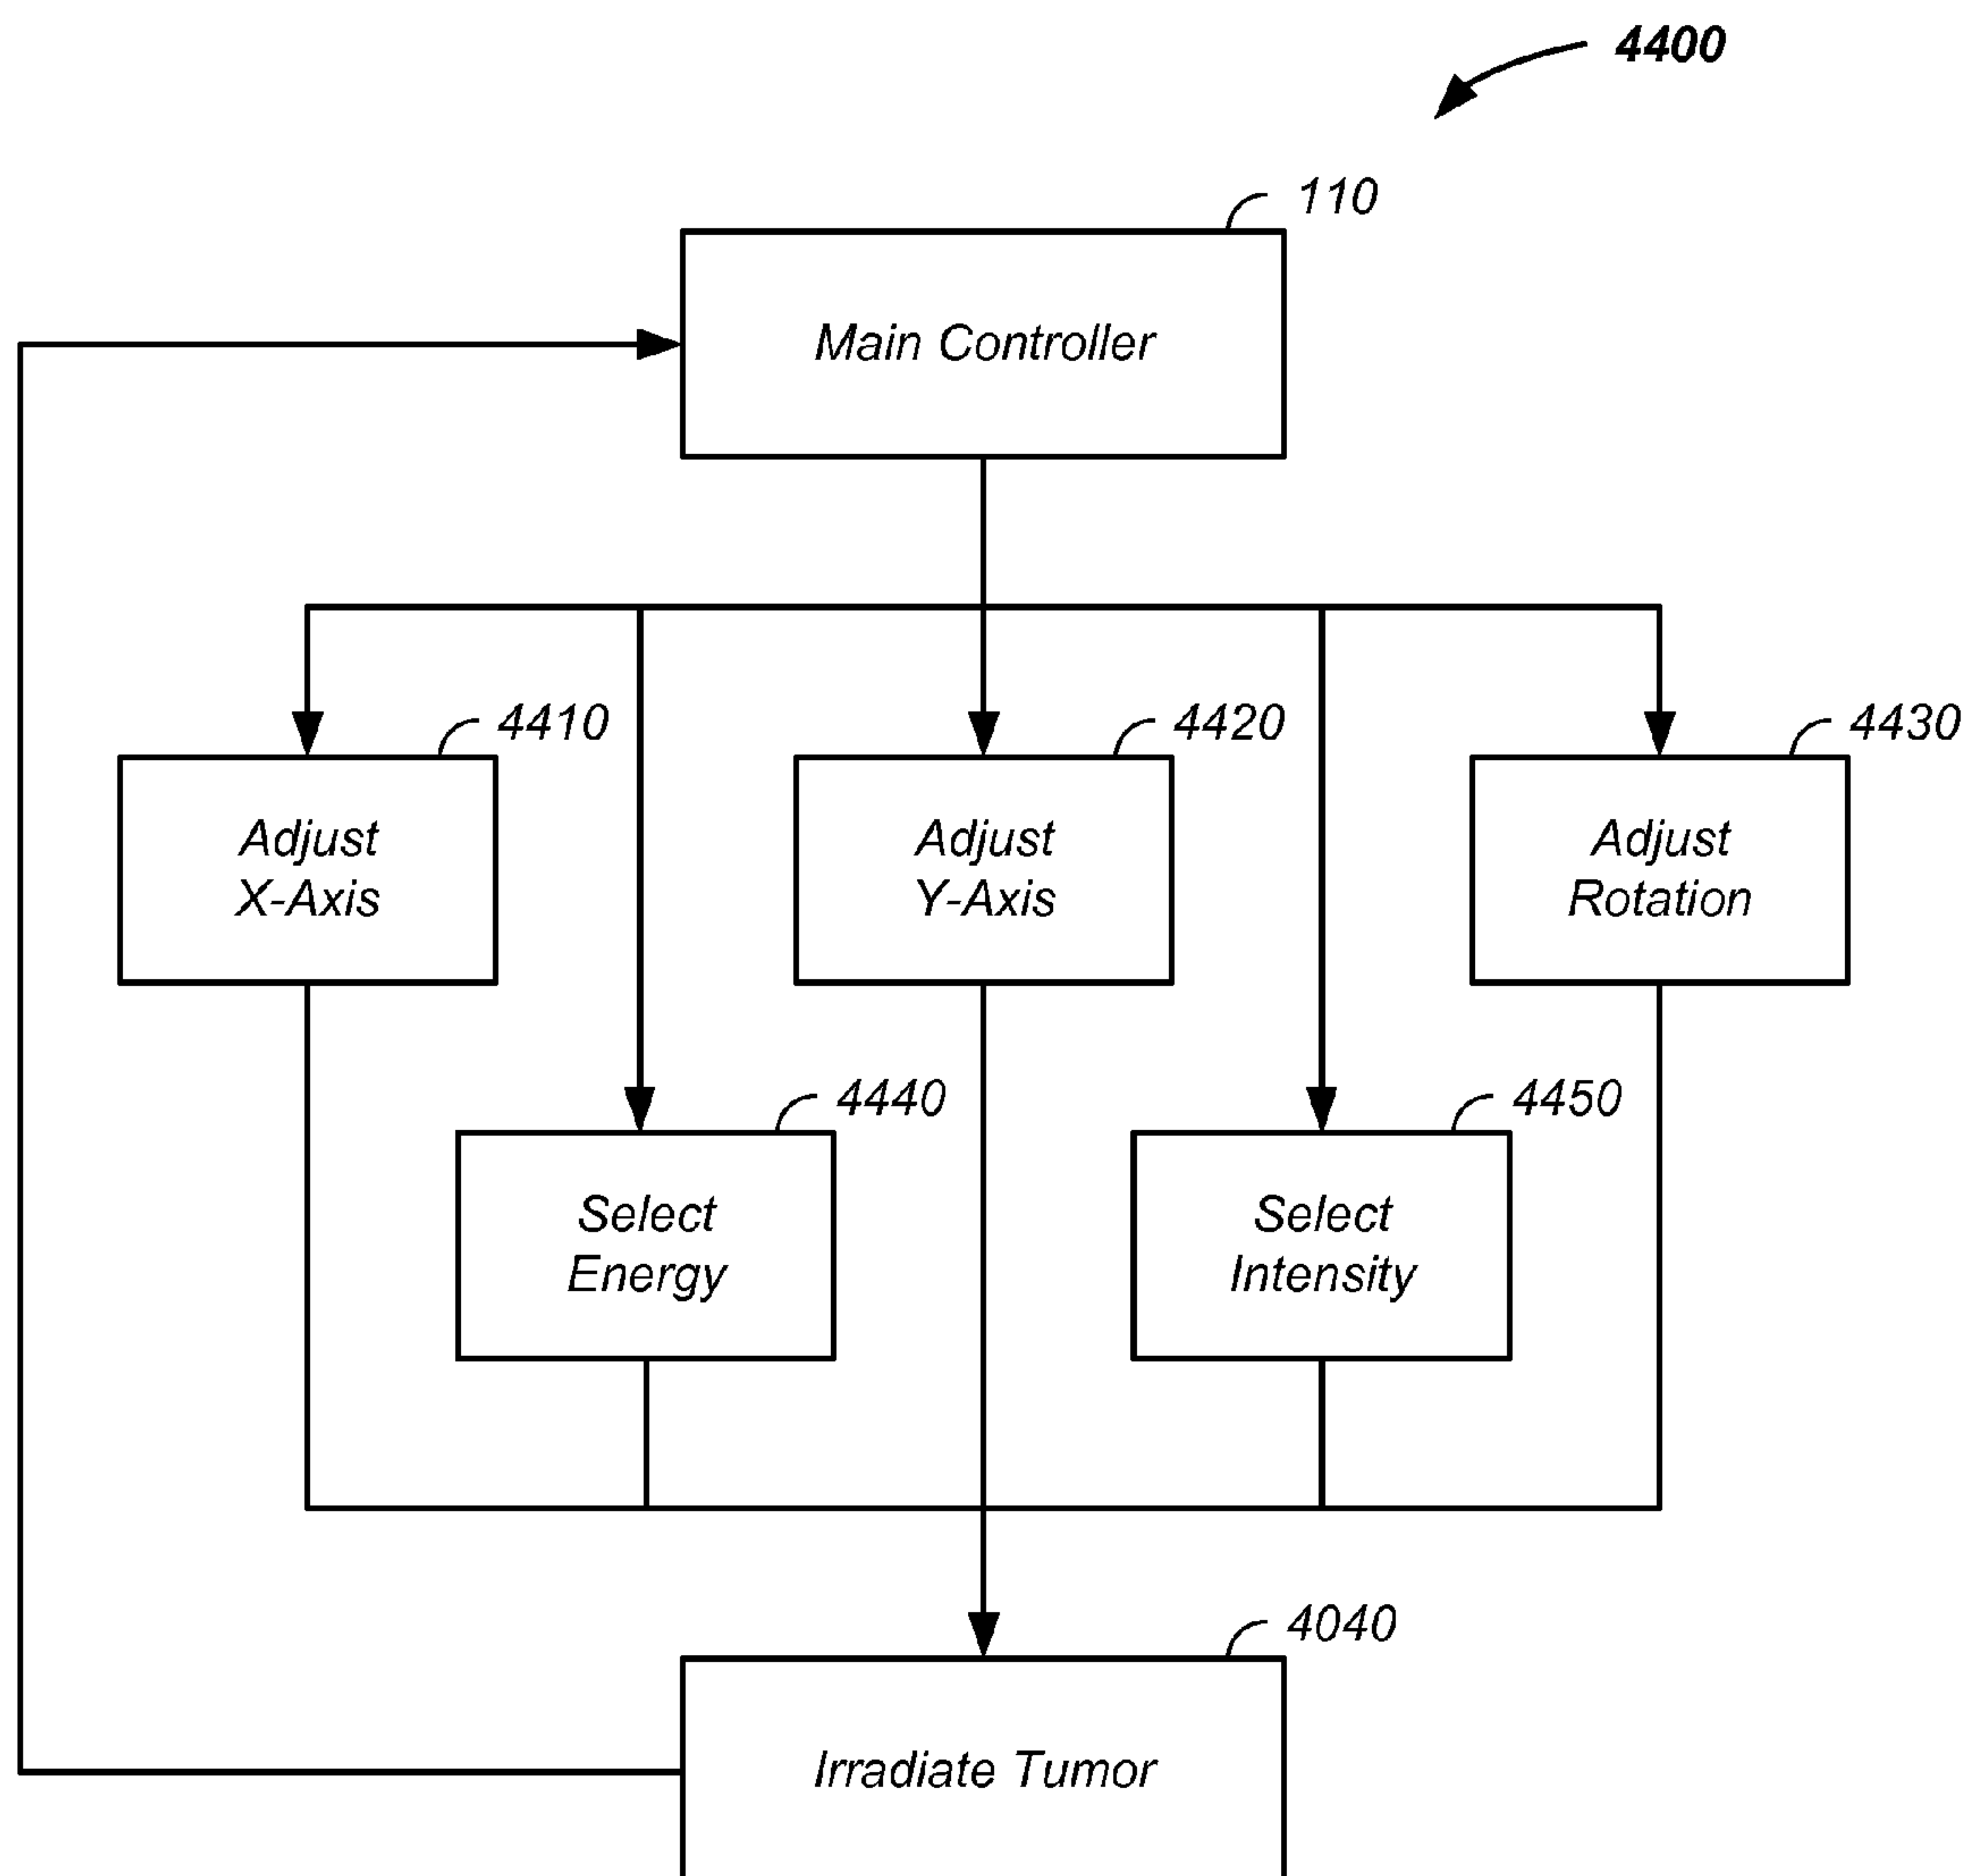 4400
110
Main Controller
4410
4420
4430
Adjust
X-Axis
Adjust
Y-Axis
Adjust
Rotation
4440
4450
Select
Energy
Select
Intensity
4040
Irradiate Tumor